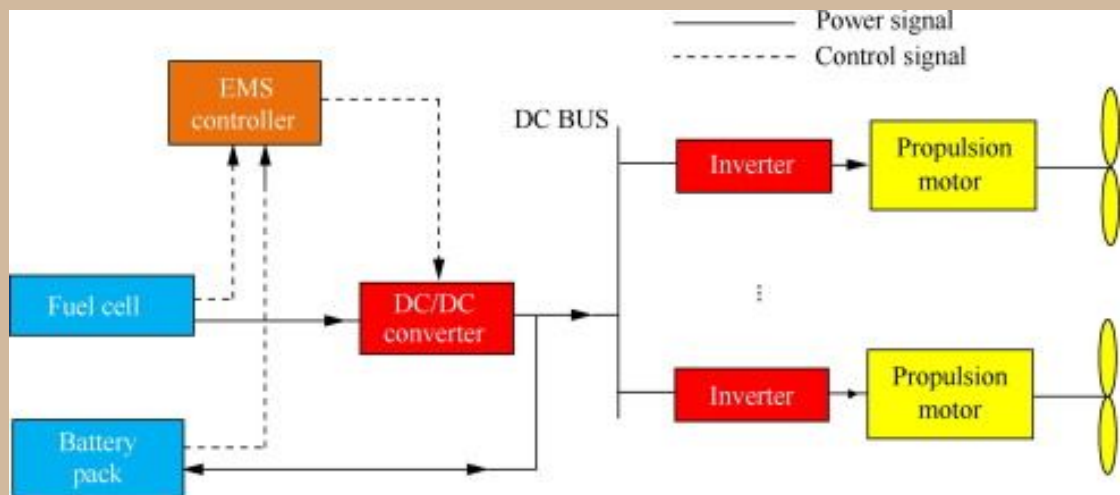 Power signal
Control signal
EMS
controller
DC BUS
Inverter
Propulsion
motor
Fuel cell
DC/DC
converter
Inverter
Propulsion
motor
Battery
pack